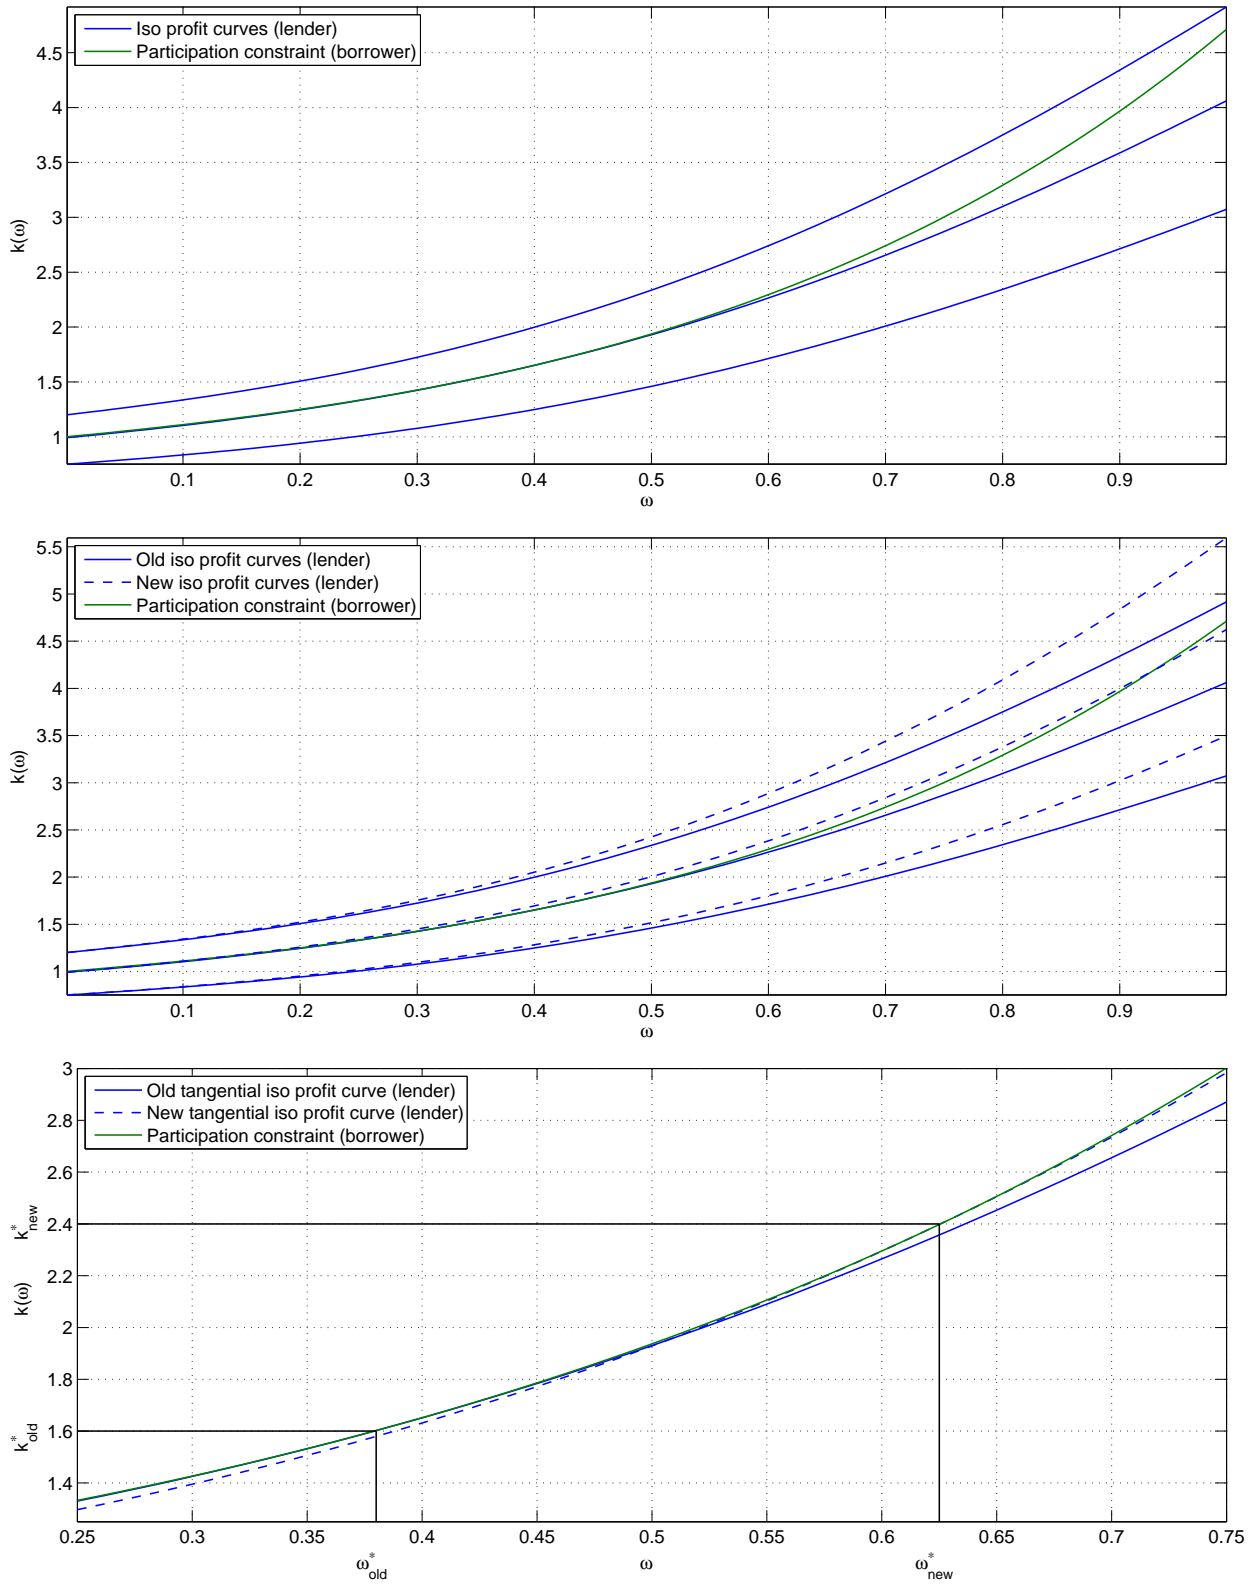 Iso profit curves (lender)
Participation constraint (borrower)
4.5
4
3.5
3
2.5
2
1.5
1
k(ω)
0.1 0.2 0.3 0.4 0.5 0.6 0.7 0.8 0.9
ω
Old iso profit curves (lender)
New iso profit curves (lender)
Participation constraint (borrower)
5.5
5
4.5
4
3.5
3
2.5
2
1.5
1
k(ω)
0.1 0.2 0.3 0.4 0.5 0.6 0.7 0.8 0.9
ω
Old tangential iso profit curve (lender)
New tangential iso profit curve (lender)
Participation constraint (borrower)
3
2.8
2.6
2.4
2.2
2
1.8
1.6
1.4
k*new
k(ω)
k*old
0.25 0.3 0.35 0.4 0.45 0.5 0.55 0.6 0.65 0.7 0.75
ω*old ω ω*new